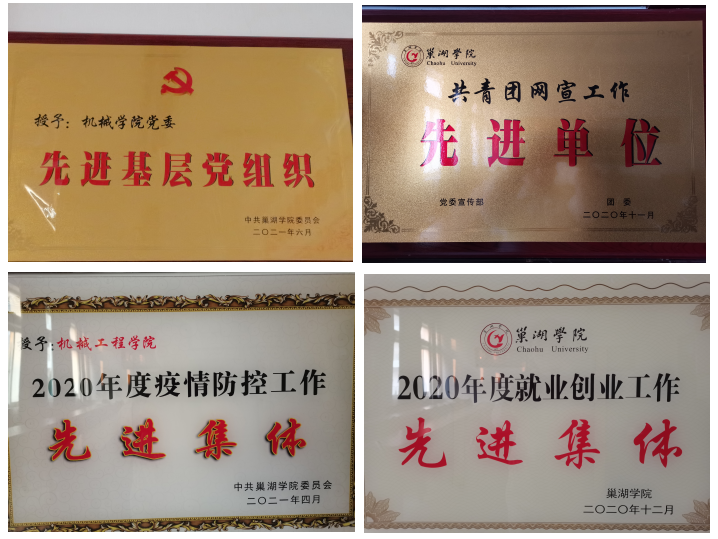 授予：机械学院党委
先进基层党组织
中共巢湖学院委员会
二〇二一年六月
巢湖学院
Chaohu University
共青团网宣工作
先进单位
党委宣传部 团委
二〇二〇年十一月
授予:机械工程学院
2020年度疫情防控工作
先进集体
中共巢湖学院委员会
二〇二一年四月
巢湖学院
Chaohu University
2020年度就业创业工作
先进集体
巢湖学院
二〇二〇年十二月